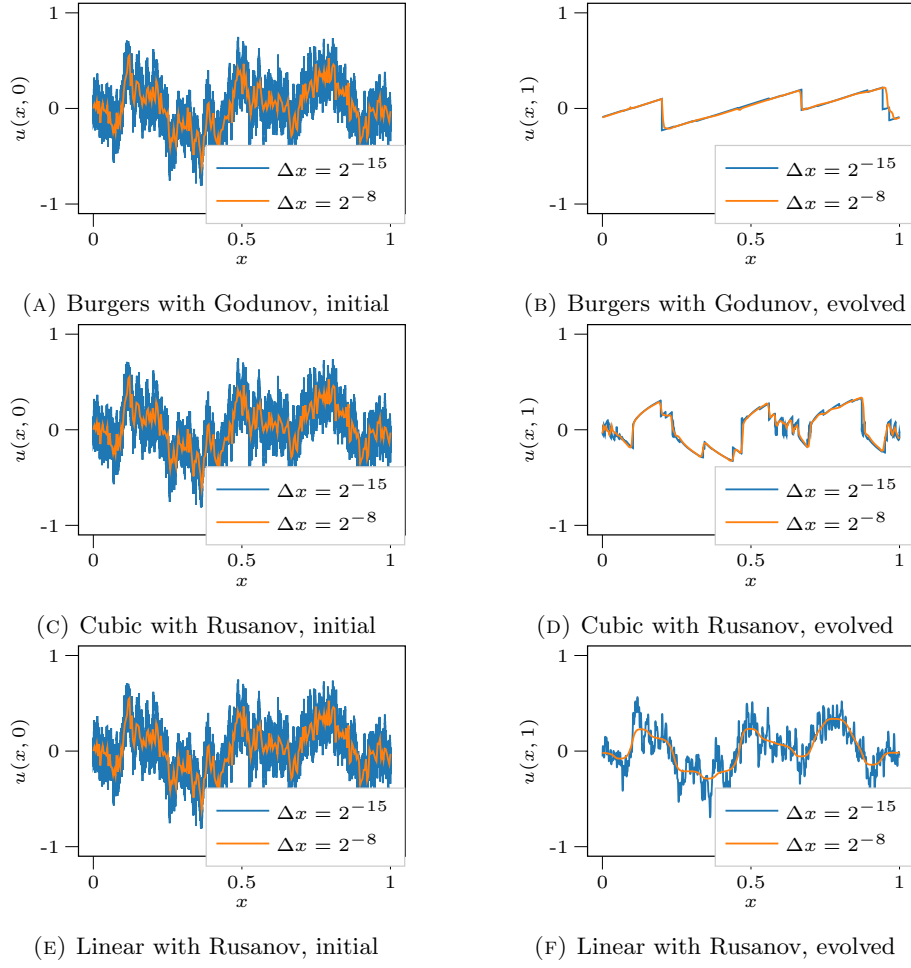 1
0
-1
u(x, 0)
Δx = 2^{-15}
Δx = 2^{-8}
0
0.5
1
x
(A) Burgers with Godunov, initial
1
0
-1
u(x, 1)
Δx = 2^{-15}
Δx = 2^{-8}
0
0.5
1
x
(B) Burgers with Godunov, evolved
1
0
-1
u(x, 0)
Δx = 2^{-15}
Δx = 2^{-8}
0
0.5
1
x
(C) Cubic with Rusanov, initial
1
0
-1
u(x, 1)
Δx = 2^{-15}
Δx = 2^{-8}
0
0.5
1
x
(D) Cubic with Rusanov, evolved
1
0
-1
u(x, 0)
Δx = 2^{-15}
Δx = 2^{-8}
0
0.5
1
x
(E) Linear with Rusanov, initial
1
0
-1
u(x, 1)
Δx = 2^{-15}
Δx = 2^{-8}
0
0.5
1
x
(F) Linear with Rusanov, evolved